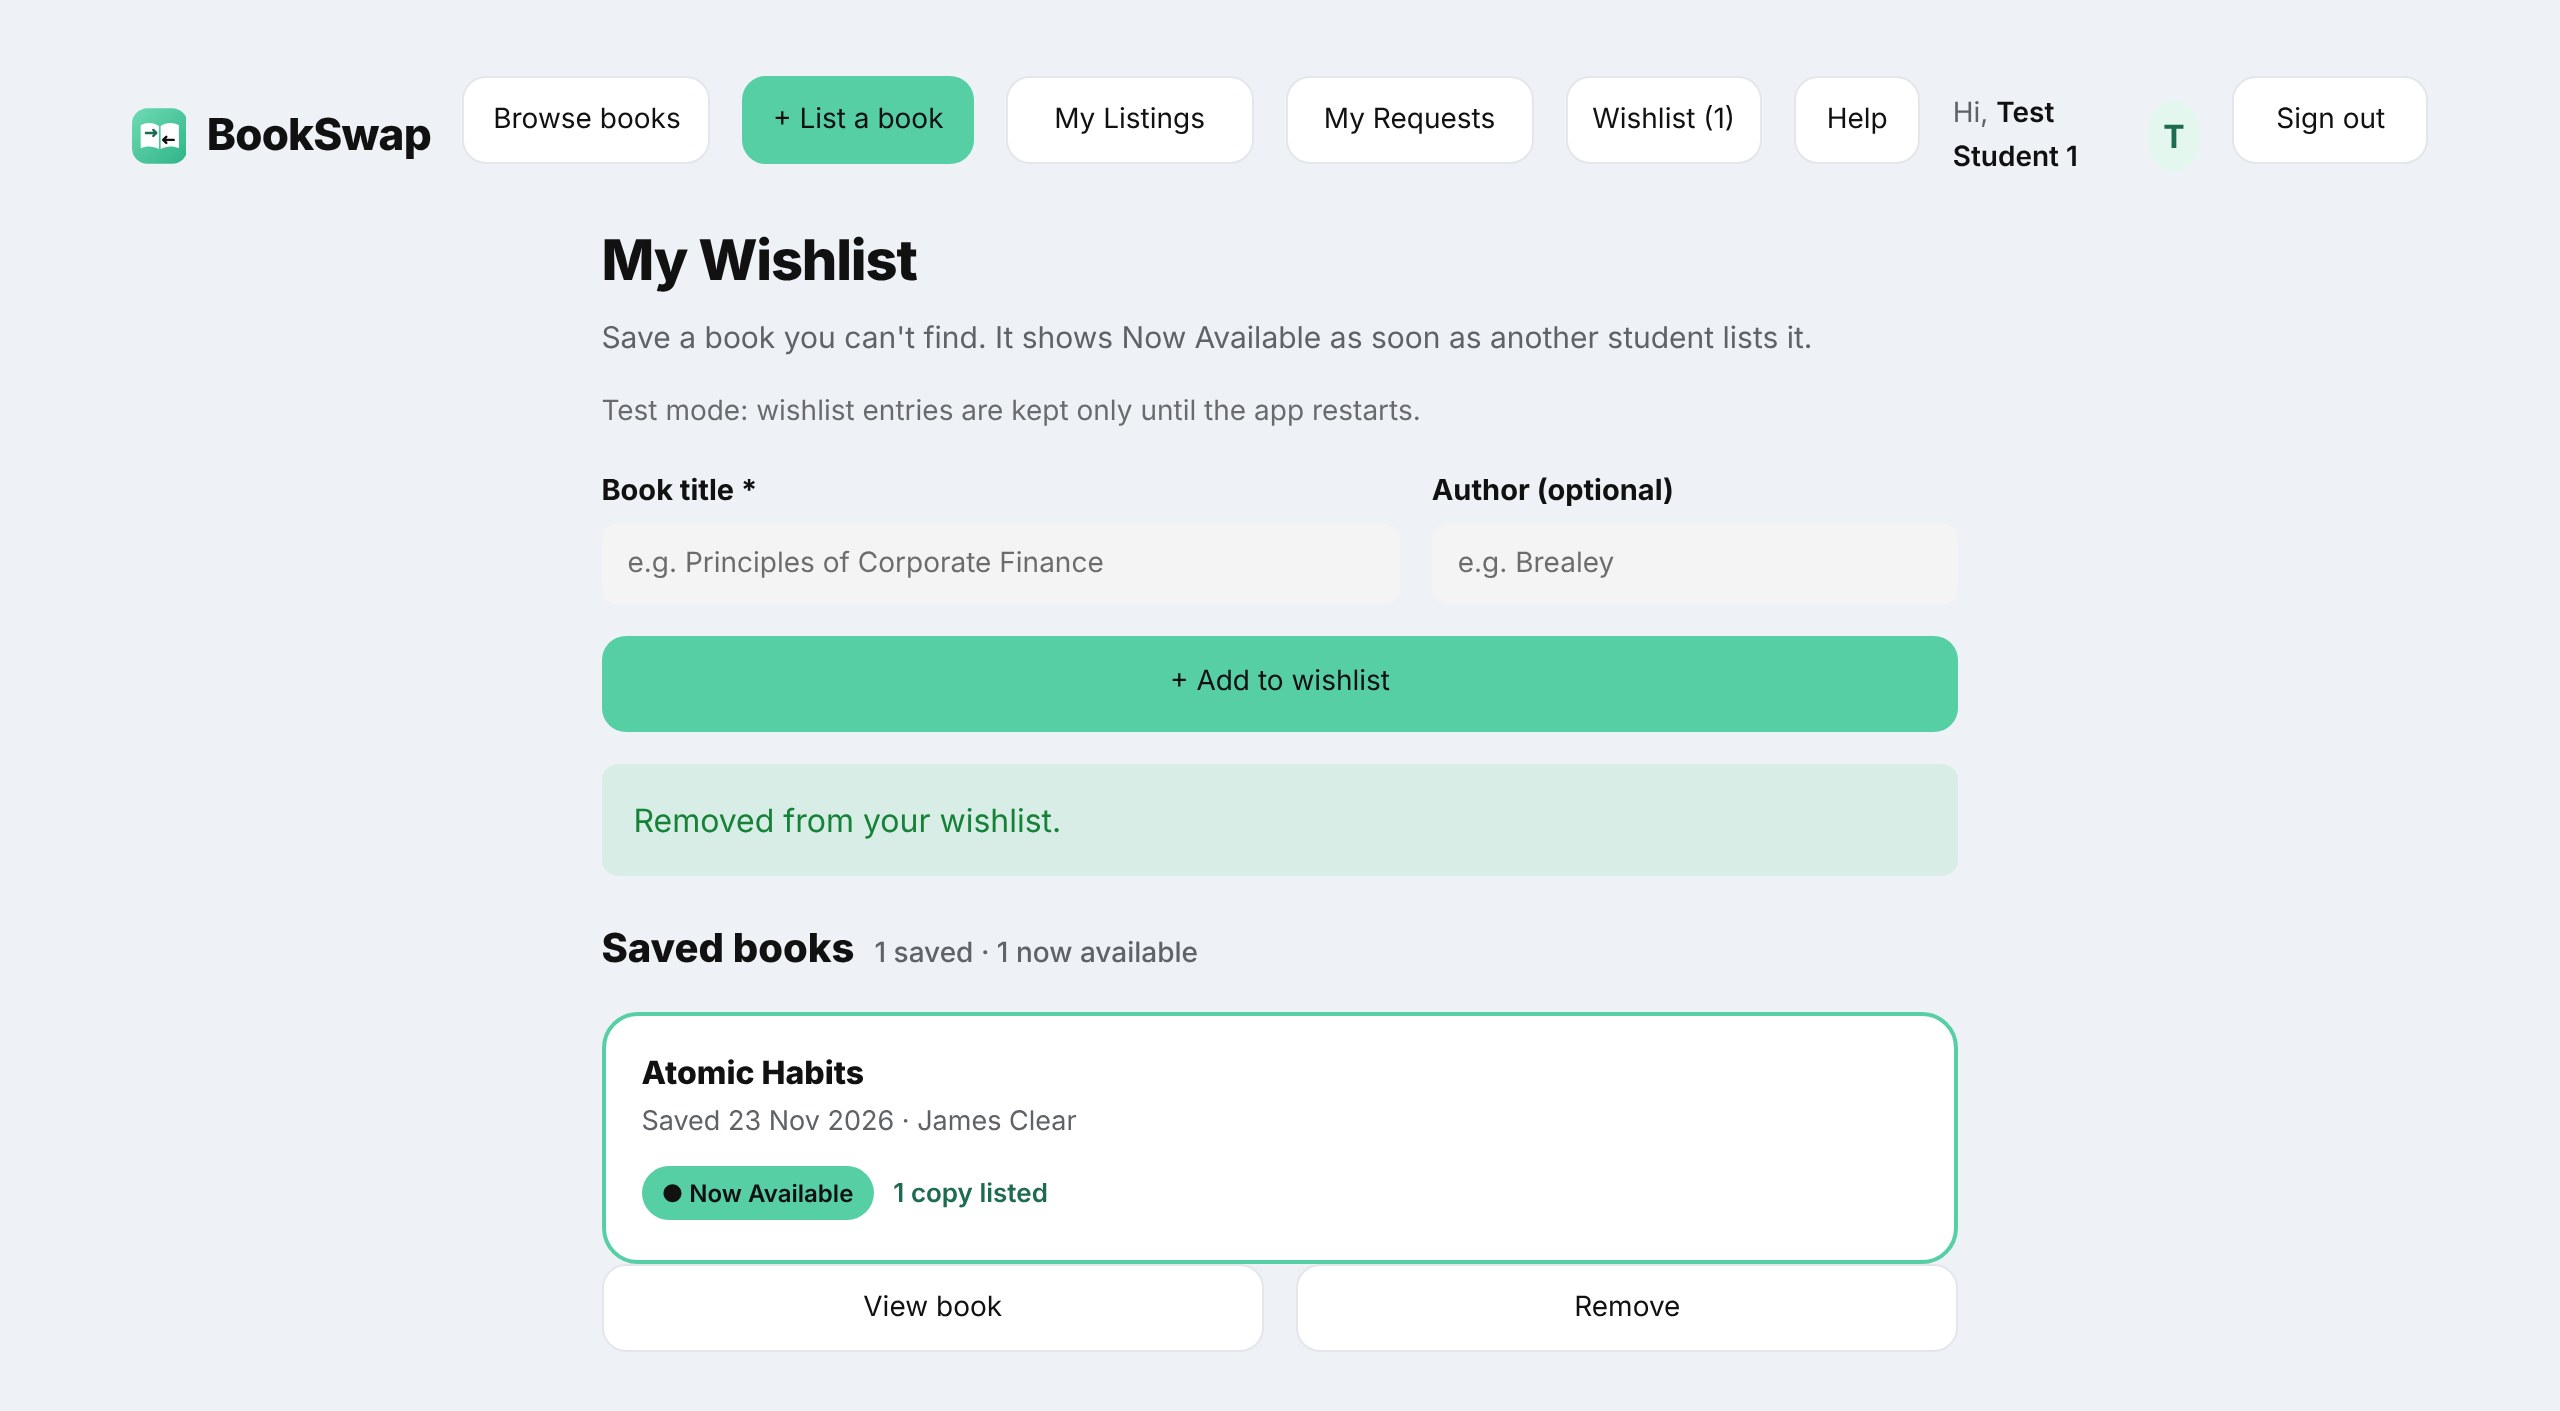 BookSwap
Browse books
+ List a book
My Listings
My Requests
Wishlist (1)
Help
Hi, Test
Student 1
T
Sign out
My Wishlist
Save a book you can't find. It shows Now Available as soon as another student lists it.
Test mode: wishlist entries are kept only until the app restarts.
Book title *
Author (optional)
e.g. Principles of Corporate Finance
e.g. Brealey
+ Add to wishlist
Removed from your wishlist.
Saved books 1 saved · 1 now available
Atomic Habits
Saved 23 Nov 2026 · James Clear
● Now Available 1 copy listed
View book
Remove